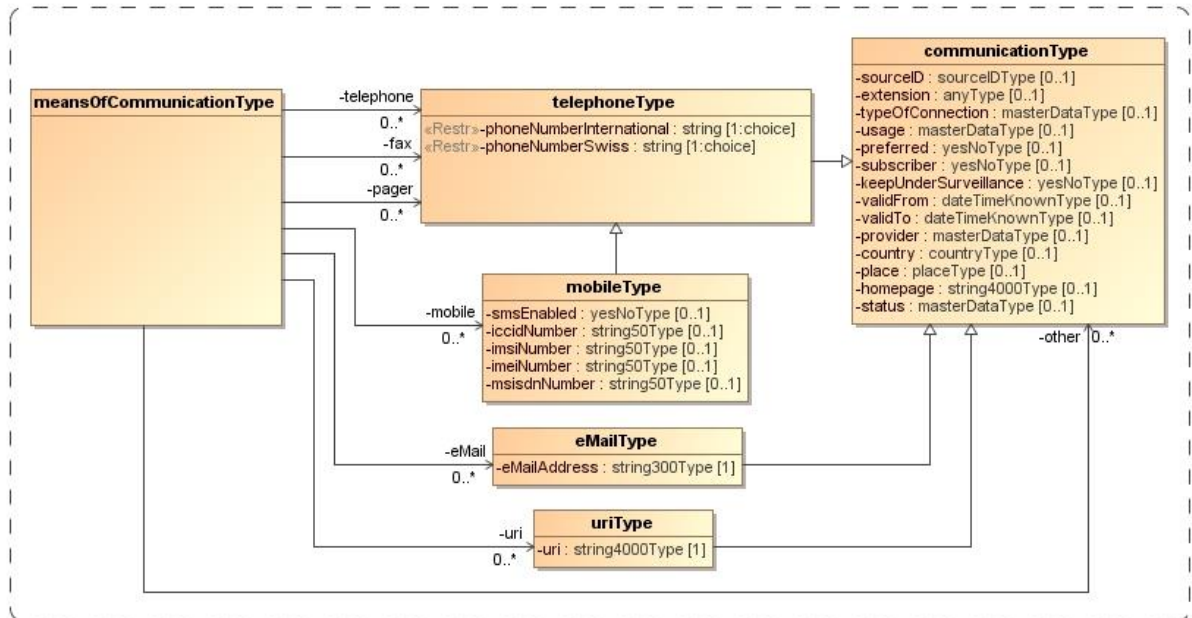 communicationType
-sourceID : sourceIDType [0..1]
-extension : anyType [0..1]
-typeOfConnection : masterDataType [0..1]
-usage : masterDataType [0..1]
-preferred : yesNoType [0..1]
-subscriber : yesNoType [0..1]
-keepUnderSurveillance : yesNoType [0..1]
-validFrom : dateTimeKnownType [0..1]
-validTo : dateTimeKnownType [0..1]
-provider : masterDataType [0..1]
-country : countryType [0..1]
-place : placeType [0..1]
-homepage : string4000Type [0..1]
-status : masterDataType [0..1]
meansOfCommunicationType
-telephone
0..*
-fax
0..*
-pager
0..*
telephoneType
«Restr»-phoneNumberInternational : string [1:choice]
«Restr»-phoneNumberSwiss : string [1:choice]
-mobile
0..*
mobileType
-smsEnabled : yesNoType [0..1]
-iccidNumber : string50Type [0..1]
-imsiNumber : string50Type [0..1]
-imeiNumber : string50Type [0..1]
-msisdnNumber : string50Type [0..1]
-other 0..*
-eMail
0..*
eMailType
-eMailAddress : string300Type [1]
-uri
0..*
uriType
-uri : string4000Type [1]